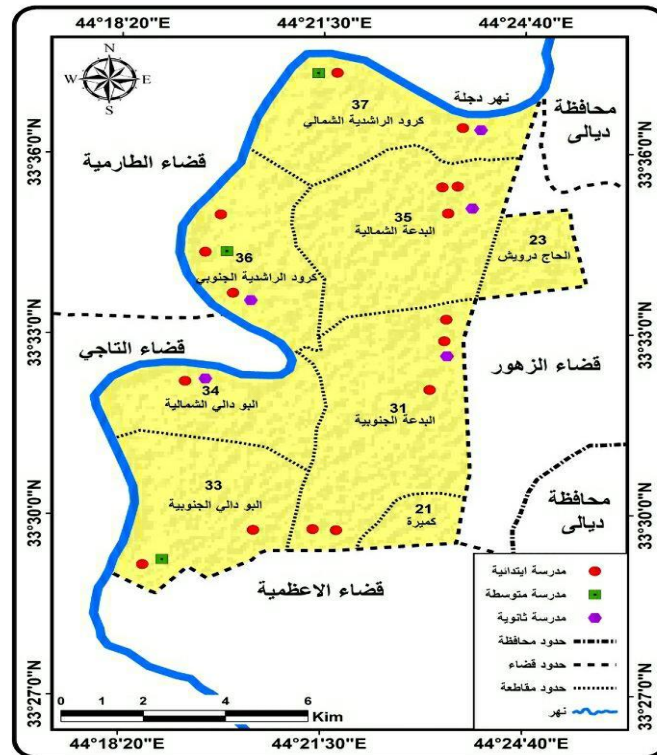 44°18'20"E
44°21'30"E
44°24'40"E
N
W
E
S
37
كرود الراشدية الشمالي
نهر دجلة
محافظة
ديالى
33°36'0"N
33°36'0"N
قضاء الطارمية
35
البدعة الشمالية
23
الحاج درويش
36
كرود الراشدية الجنوبي
33°33'0"N
33°33'0"N
قضاء التاجي
قضاء الزهور
34
البو دالي الشمالية
31
البدعة الجنوبية
33
البو دالي الجنوبية
21
كميرة
محافظة
ديالى
33°30'0"N
33°30'0"N
قضاء الاعظمية
مدرسة ابتدائية
مدرسة متوسطة
مدرسة ثانوية
حدود محافظة
حدود قضاء
حدود مقاطعة
نهر
33°27'0"N
33°27'0"N
0
2
4
6
Kim
44°18'20"E
44°21'30"E
44°24'40"E